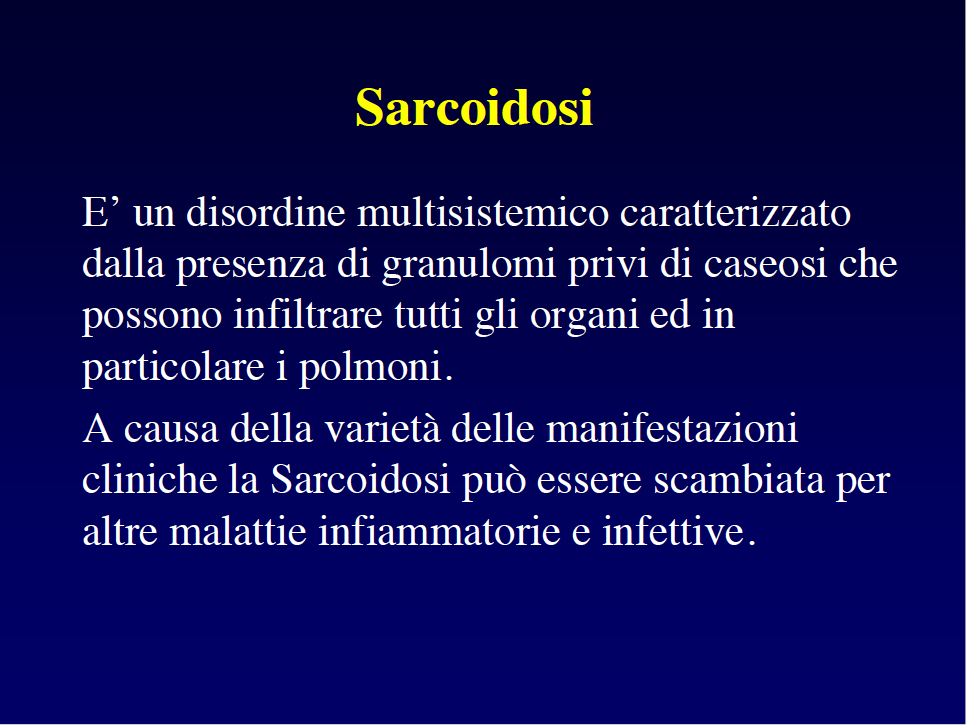 Sarcoidosi
E’ un disordine multisistemico caratterizzato
dalla presenza di granulomi privi di caseosi che
possono infiltrare tutti gli organi ed in
particolare i polmoni.
A causa della varietà delle manifestazioni
cliniche la Sarcoidosi può essere scambiata per
altre malattie infiammatorie e infettive.